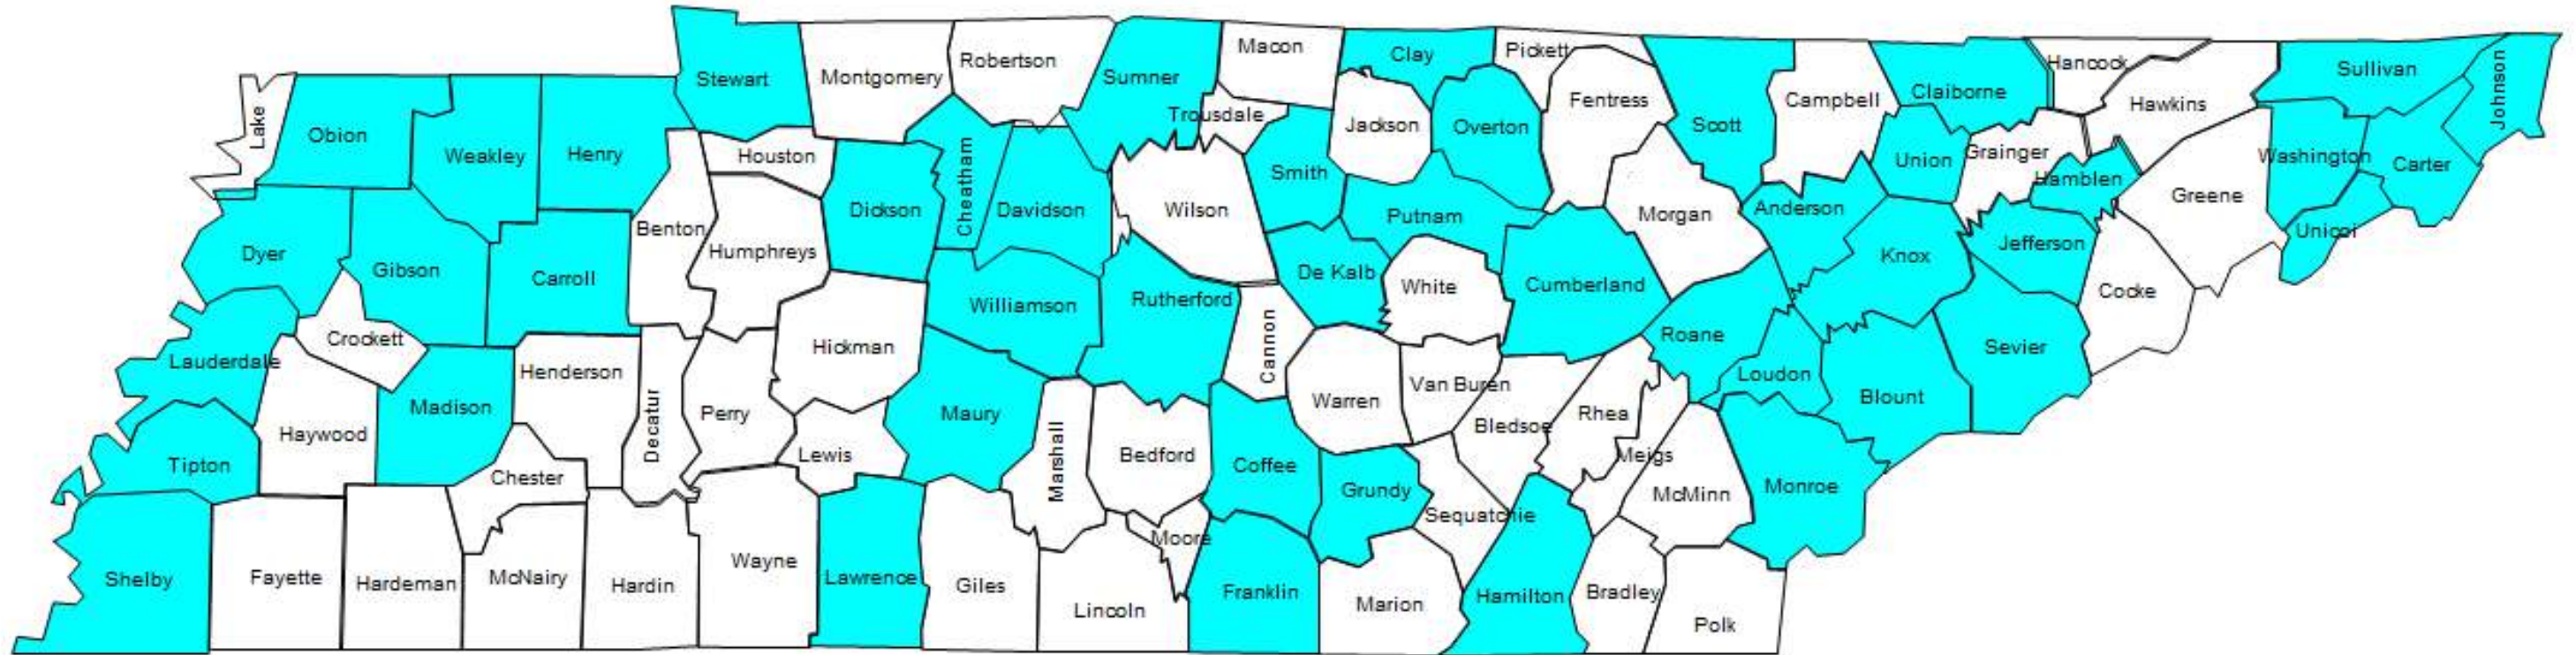 Lake
Obion
Weakley
Henry
Stewart
Montgomery
Robertson
Sumner
Macon
Trousdale
Clay
Pickett
Fentress
Scott
Campbell
Claiborne
Hancock
Hawkins
Sullivan
Johnson
Houston
Cheatham
Davidson
Dickson
Wilson
Smith
Jackson
Overton
Putnam
Morgan
Anderson
Union
Grainger
Hamblen
Greene
Washington
Carter
Unicoi
Dyer
Gibson
Carroll
Benton
Humphreys
Williamson
Rutherford
De Kalb
White
Cumberland
Knox
Jefferson
Cocke
Lauderdale
Crockett
Henderson
Hickman
Cannon
Roane
Loudon
Sevier
Blount
Tipton
Haywood
Madison
Decatur
Perry
Lewis
Maury
Marshall
Bedford
Coffee
Warren
Van Buren
Bledsoe
Rhea
Meigs
McMinn
Monroe
Chester
Grundy
Sequatchie
Moore
Shelby
Fayette
Hardeman
McNairy
Hardin
Wayne
Lawrence
Giles
Lincoln
Franklin
Marion
Hamilton
Bradley
Polk